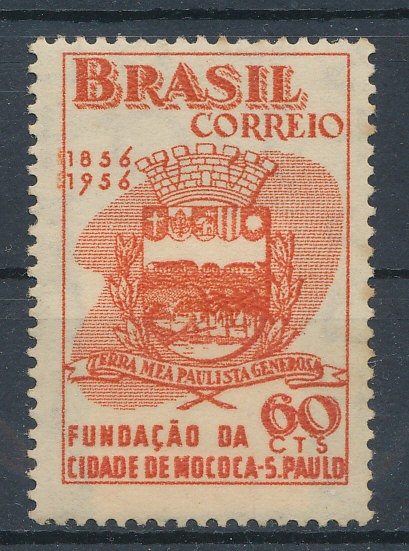 BRASIL
CORREIO
1856
1956
TERRA MEA PAULISTA GENEROSA
60
CTS
FUNDAÇÃO DA
CIDADE DE MOCOCA-S.PAULO